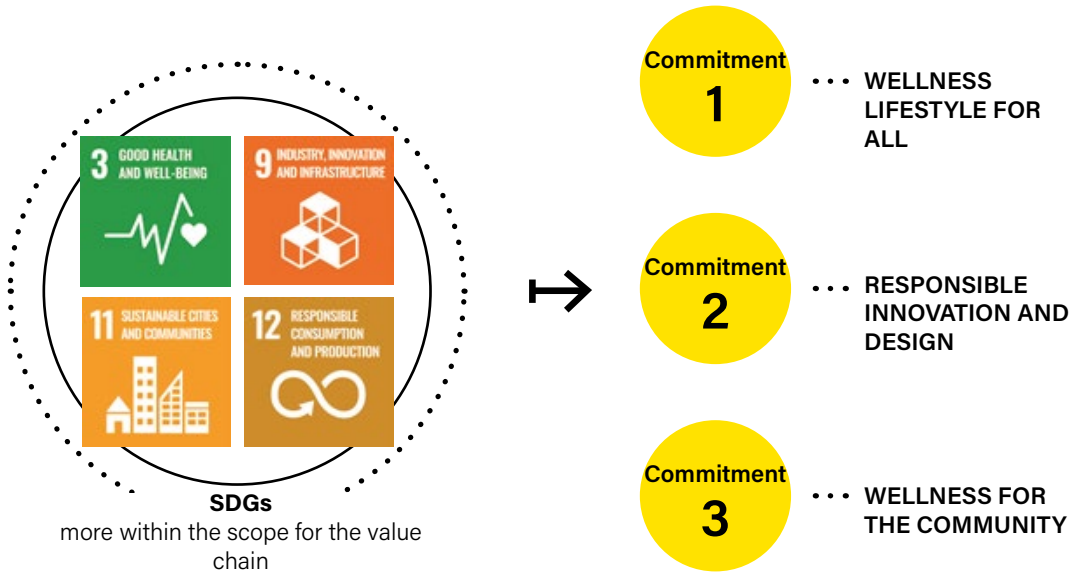 3 GOOD HEALTH
AND WELL-BEING
9 INDUSTRY, INNOVATION
AND INFRASTRUCTURE
11 SUSTAINABLE CITIES
AND COMMUNITIES
12 RESPONSIBLE
CONSUMPTION
AND PRODUCTION
SDGs
more within the scope for the value
chain
Commitment
1
WELLNESS
LIFESTYLE FOR
ALL
Commitment
2
RESPONSIBLE
INNOVATION AND
DESIGN
Commitment
3
WELLNESS FOR
THE COMMUNITY